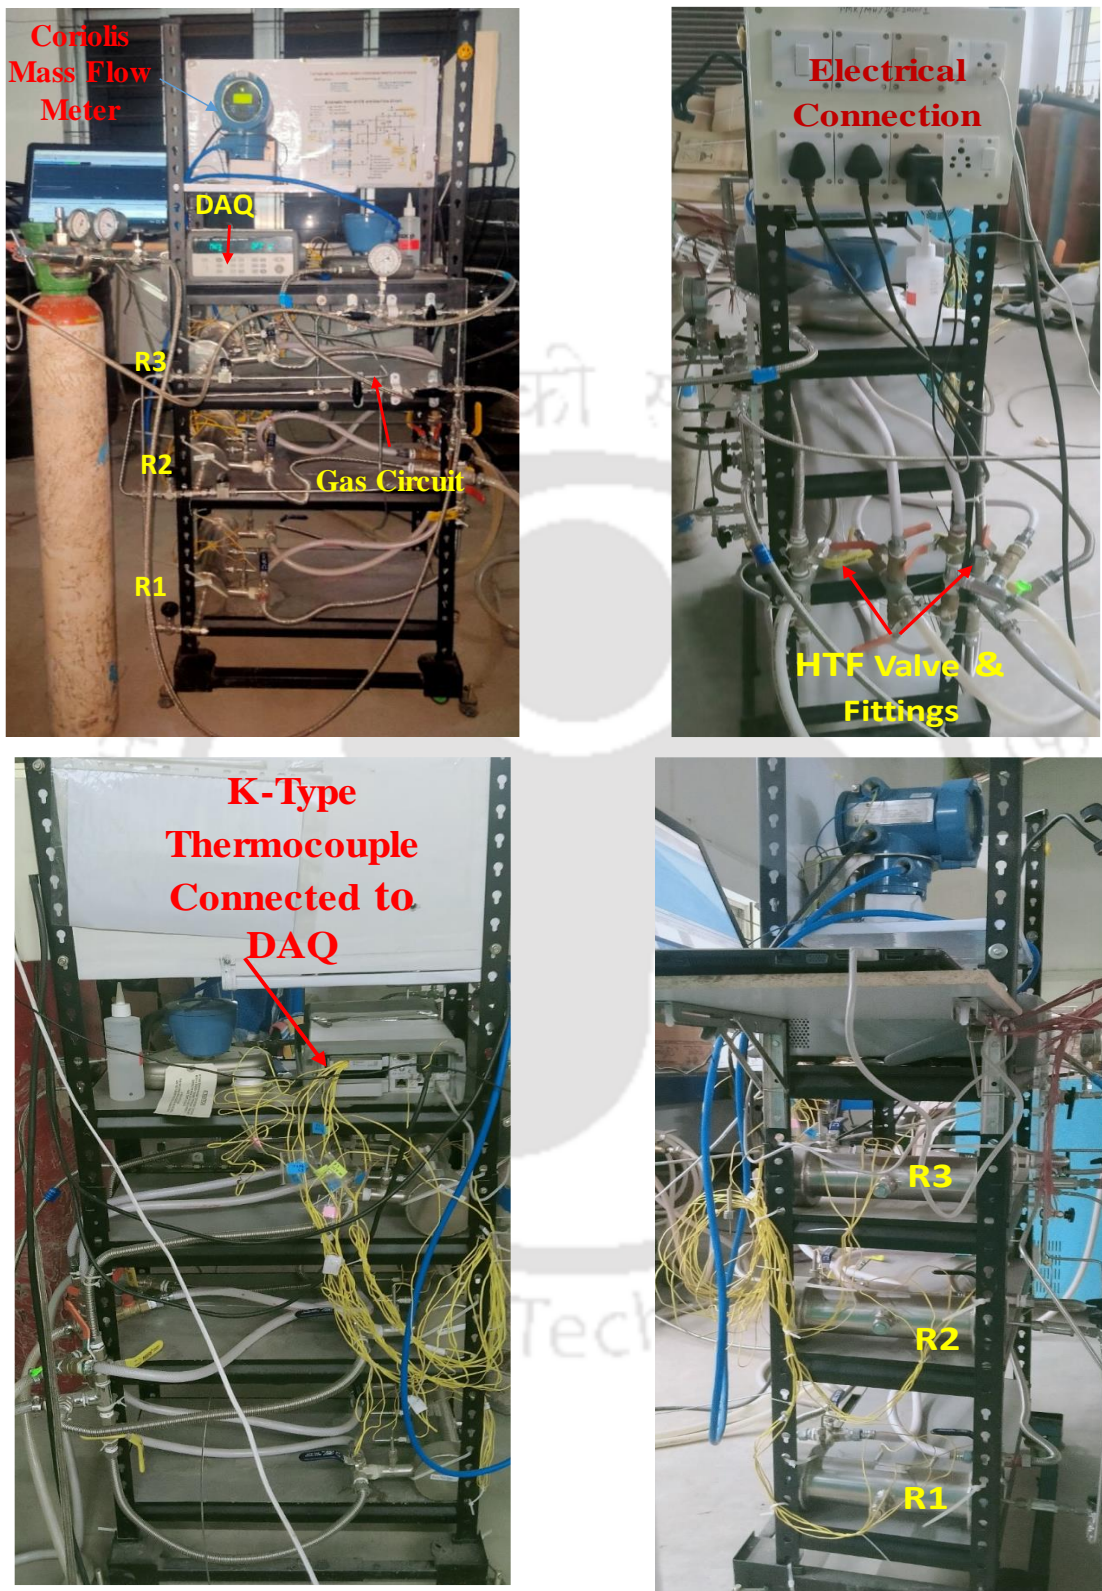 Coriolis
Mass Flow
Meter
DAQ
R3
R2
Gas Circuit
R1
Electrical
Connection
HTF Valve &
Fittings
K-Type
Thermocouple
Connected to
DAQ
R3
R2
R1
की
Tech